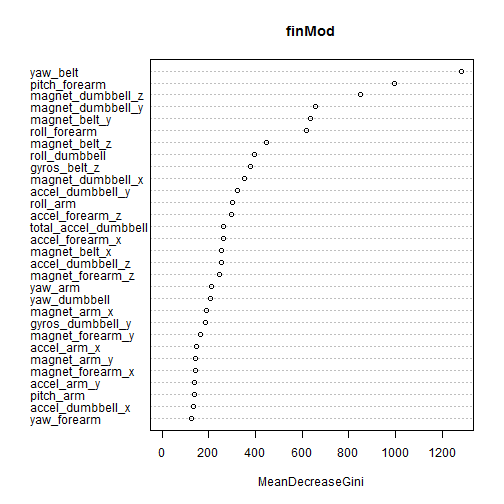 finMod
yaw_belt
pitch_forearm
magnet_dumbbell_z
magnet_dumbbell_y
magnet_belt_y
roll_forearm
magnet_belt_z
roll_dumbbell
gyros_belt_z
magnet_dumbbell_x
accel_dumbbell_y
roll_arm
accel_forearm_z
total_accel_dumbbell
accel_forearm_x
magnet_belt_x
accel_dumbbell_z
magnet_forearm_z
yaw_arm
yaw_dumbbell
magnet_arm_x
gyros_dumbbell_y
magnet_forearm_y
accel_arm_x
magnet_arm_y
magnet_forearm_x
accel_arm_y
pitch_arm
accel_dumbbell_x
yaw_forearm
0 200 400 600 800 1000 1200
MeanDecreaseGini